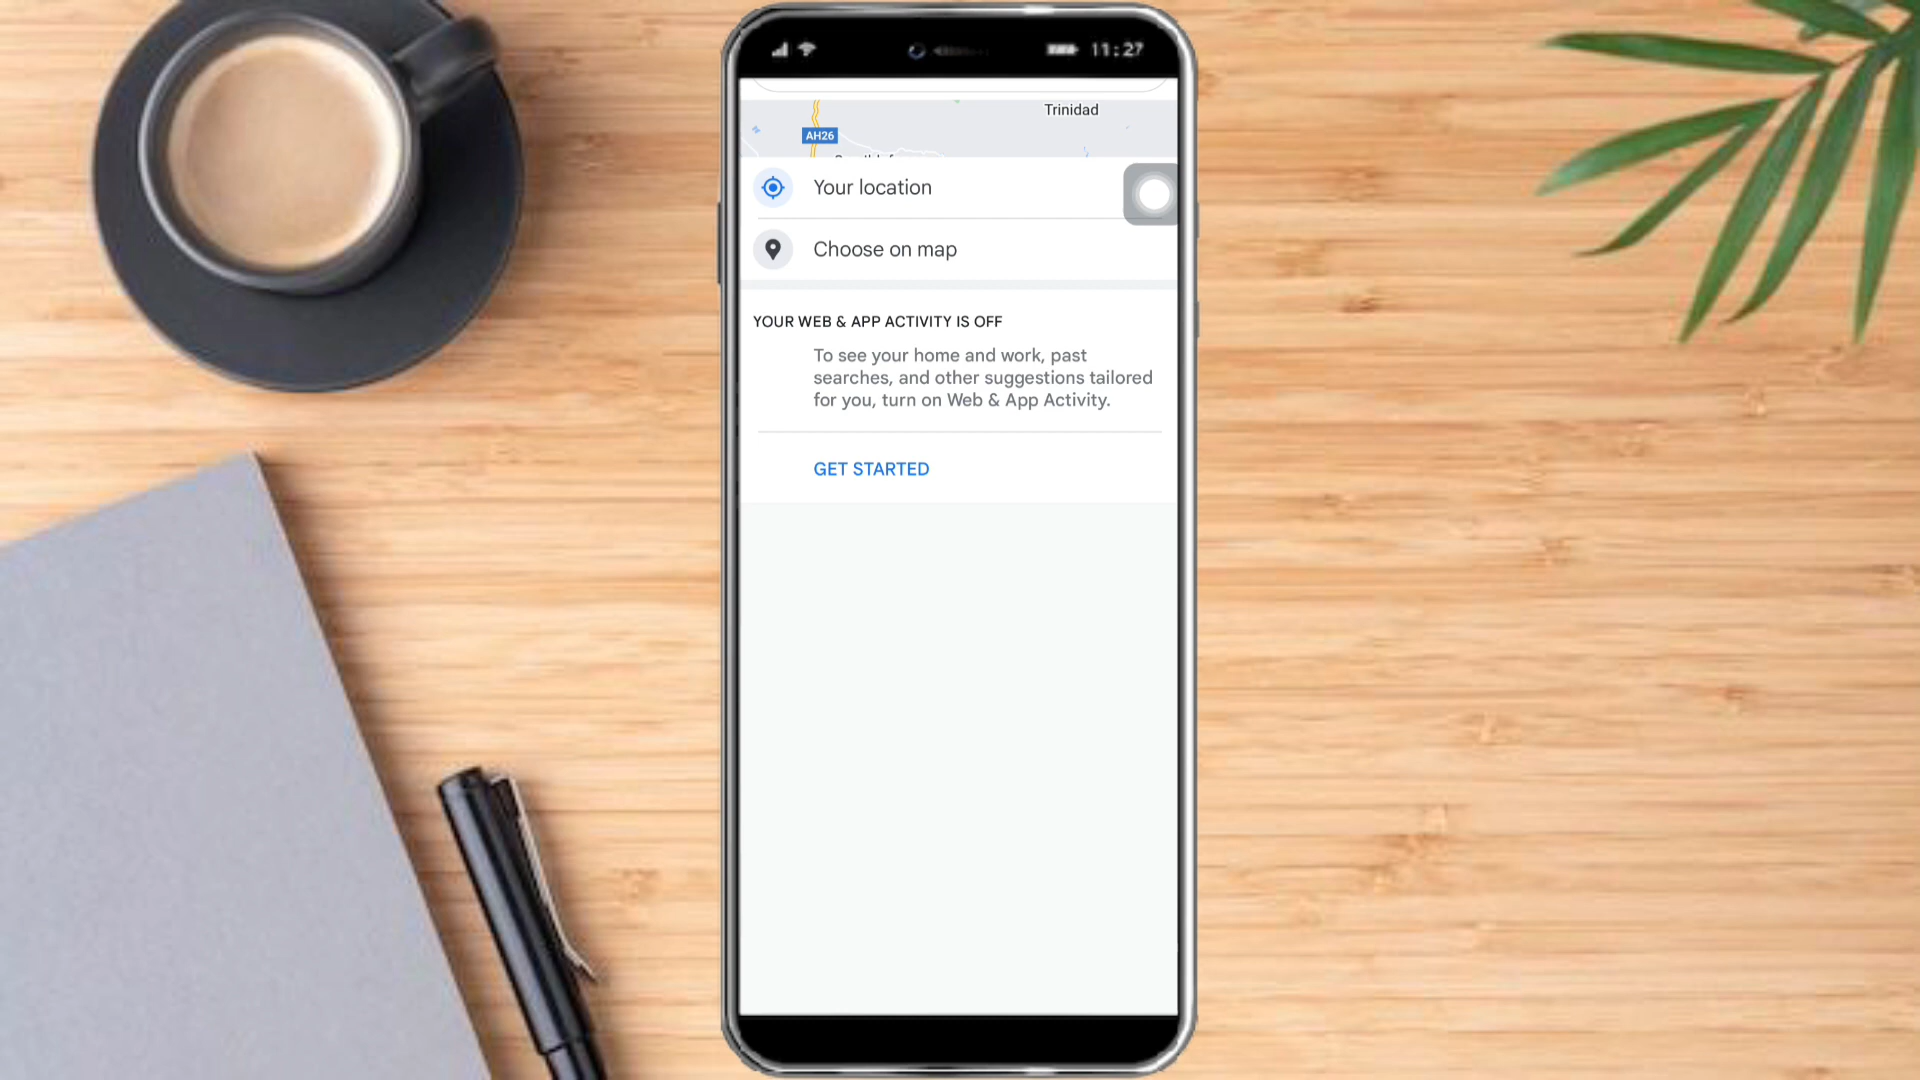 11:27
Trinidad
AH26
Your location
Choose on map
YOUR WEB & APP ACTIVITY IS OFF
To see your home and work, past
searches, and other suggestions tailored
for you, turn on Web & App Activity.
GET STARTED